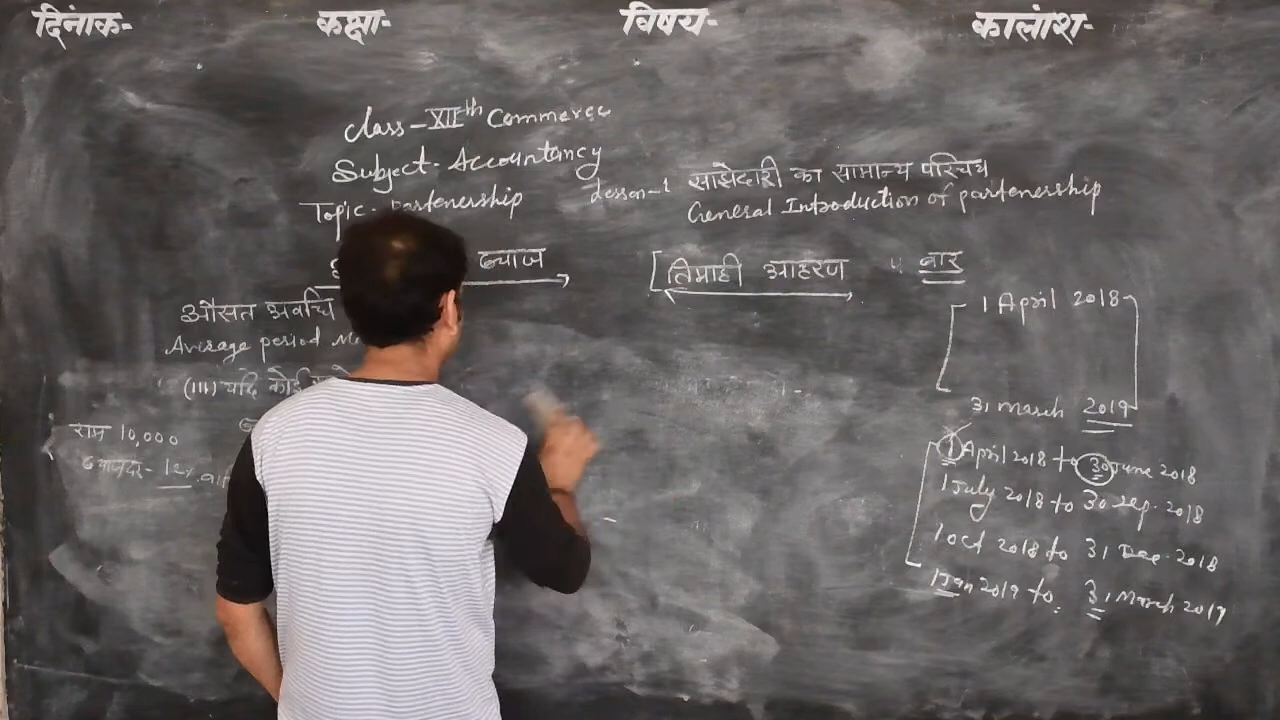 दिनांक- कक्षा- विषय- कालांश-
Class-XIIth Commerce
Subject-Accountancy
Topic-Partenership
Lesson-1 साझेदारी का सामान्य परिचय
General Introduction of partenership
ब्याज
[तिमाही आहरण 4 बार
औसत अवधि
Average period
(III) यदि कोई
राम 10,000
ब्याजदर- 12%
1 April 2018
31 march 2019
1 April 2018 to 30 June 2018
1 July 2018 to 30 Sep. 2018
1 Oct 2018 to 31 Dec. 2018
1 Jan 2019 to 31 March 2019